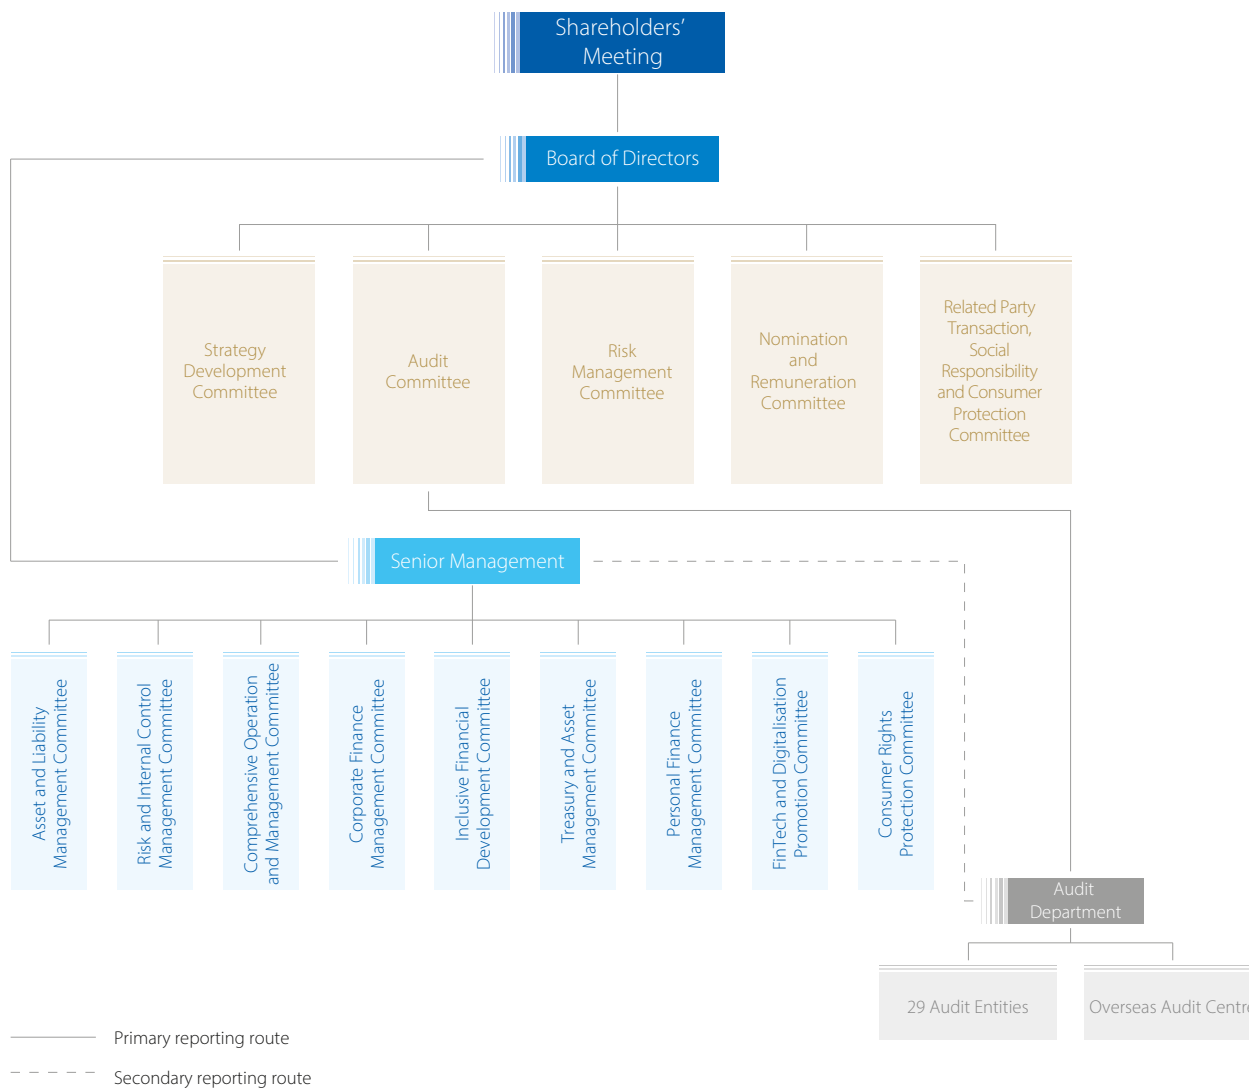 Shareholders’
Meeting
Board of Directors
Strategy
Development
Committee
Audit
Committee
Risk
Management
Committee
Nomination
and
Remuneration
Committee
Related Party
Transaction,
Social
Responsibility
and Consumer
Protection
Committee
Senior Management
Asset and Liability
Management Committee
Risk and Internal Control
Management Committee
Comprehensive Operation
and Management Committee
Corporate Finance
Management Committee
Inclusive Financial
Development Committee
Treasury and Asset
Management Committee
Personal Finance
Management Committee
FinTech and Digitalisation
Promotion Committee
Consumer Rights
Protection Committee
Audit
Department
29 Audit Entities
Overseas Audit Centre
Primary reporting route
Secondary reporting route